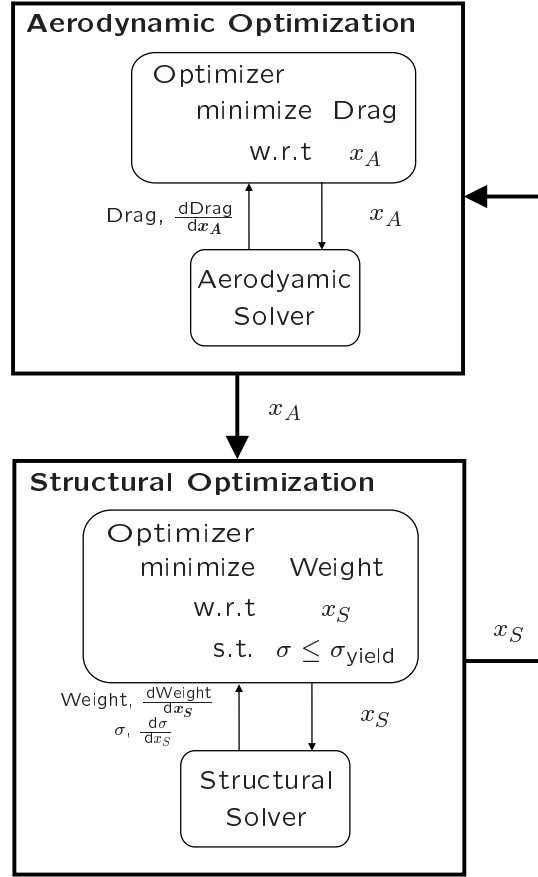 Aerodynamic Optimization
Optimizer
minimize Drag
w.r.t x_A
Drag, dDrag/dx_A
x_A
Aerodyamic
Solver
x_A
Structural Optimization
Optimizer
minimize Weight
w.r.t x_S
s.t. σ ≤ σ_yield
x_S
Weight, dWeight/dx_S
σ, dσ/dx_S
x_S
Structural
Solver